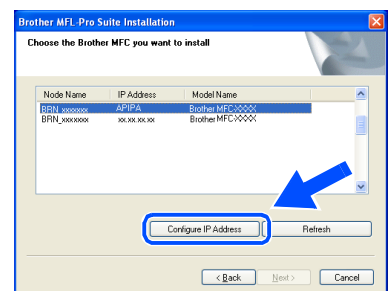 Brother MFL-Pro Suite Installation
Choose the Brother MFC you want to install
Node Name IP Address Model Name
BRN_xxxxxx APIPA Brother MFC-XXXX
BRN_xxxxxx xx.xx.xx.xx Brother MFC-XXXX
Configure IP Address Refresh
< Back Next > Cancel